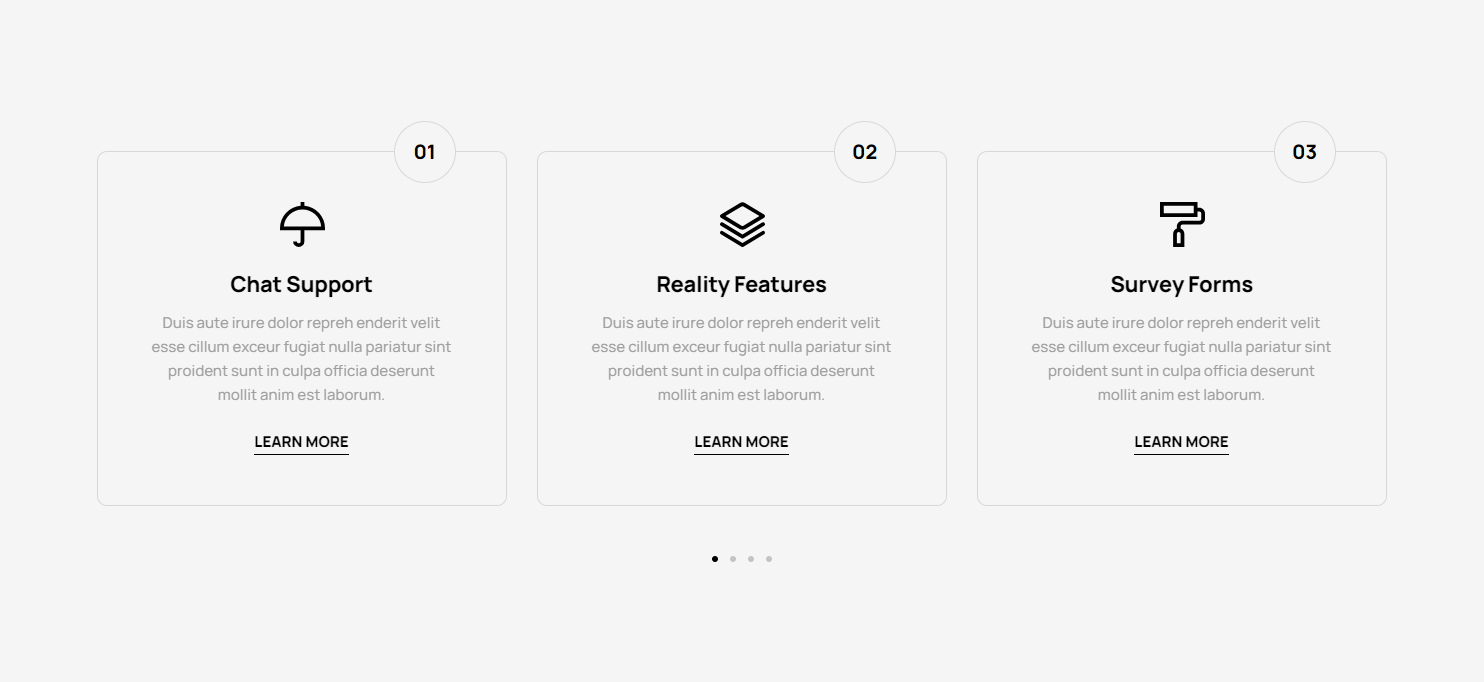 01
Chat Support
Duis aute irure dolor repreh enderit velit
esse cillum exceur fugiat nulla pariatur sint
proident sunt in culpa officia deserunt
mollit anim est laborum.
LEARN MORE
02
Reality Features
Duis aute irure dolor repreh enderit velit
esse cillum exceur fugiat nulla pariatur sint
proident sunt in culpa officia deserunt
mollit anim est laborum.
LEARN MORE
03
Survey Forms
Duis aute irure dolor repreh enderit velit
esse cillum exceur fugiat nulla pariatur sint
proident sunt in culpa officia deserunt
mollit anim est laborum.
LEARN MORE